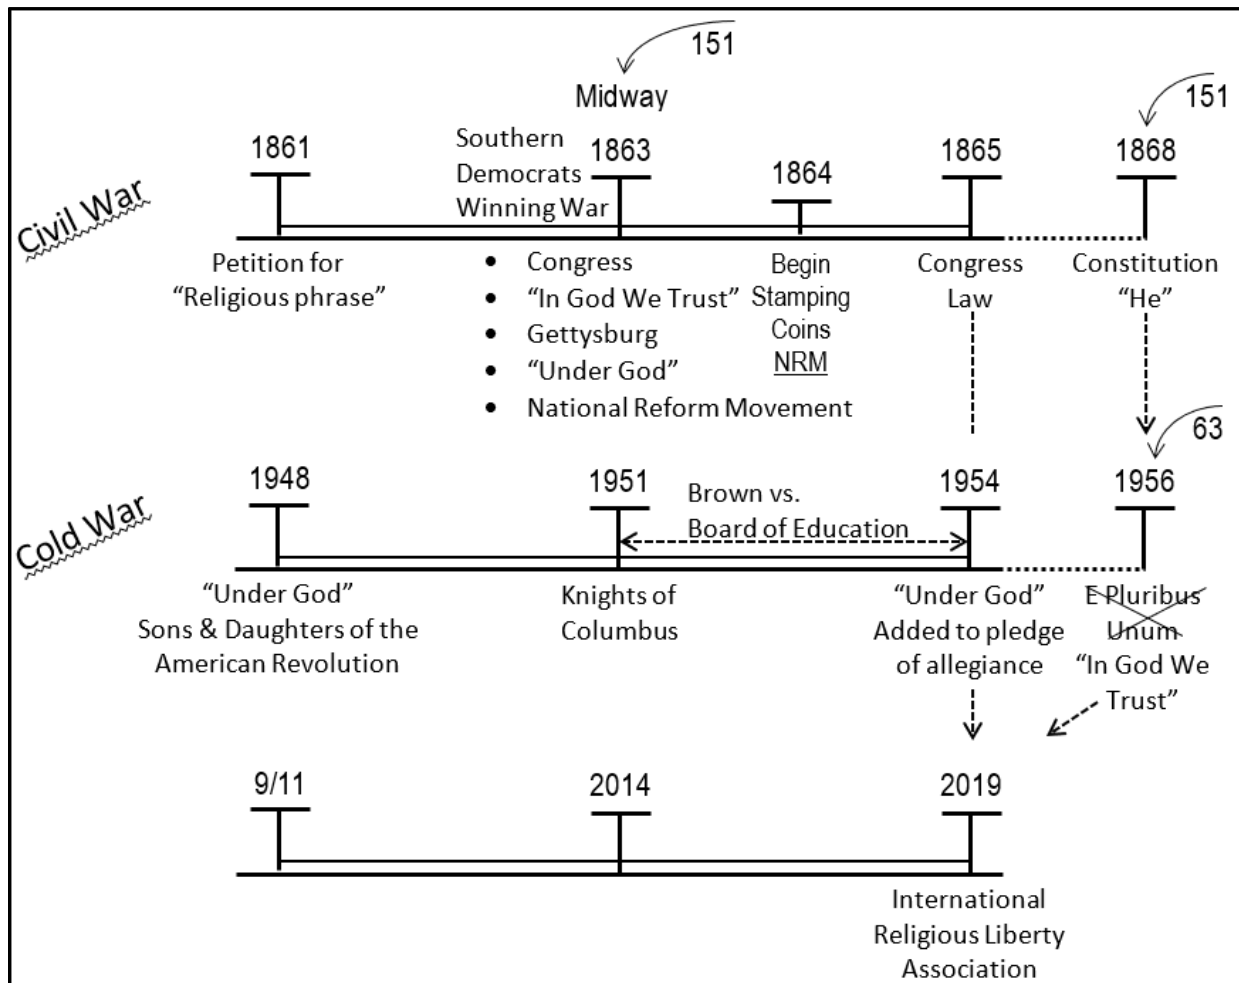 151
Midway
151
1861
Southern
Democrats
Winning War
1863
1864
1865
1868
Civil War
Petition for
“Religious phrase”
• Congress
• “In God We Trust”
• Gettysburg
• “Under God”
• National Reform Movement
Begin
Stamping
Coins
NRM
Congress
Law
Constitution
“He”
63
1948
1951
Brown vs.
Board of Education
1954
1956
Cold War
“Under God”
Sons & Daughters of the
American Revolution
Knights of
Columbus
“Under God”
Added to pledge
of allegiance
E Pluribus
Unum
“In God We
Trust”
9/11
2014
2019
International
Religious Liberty
Association